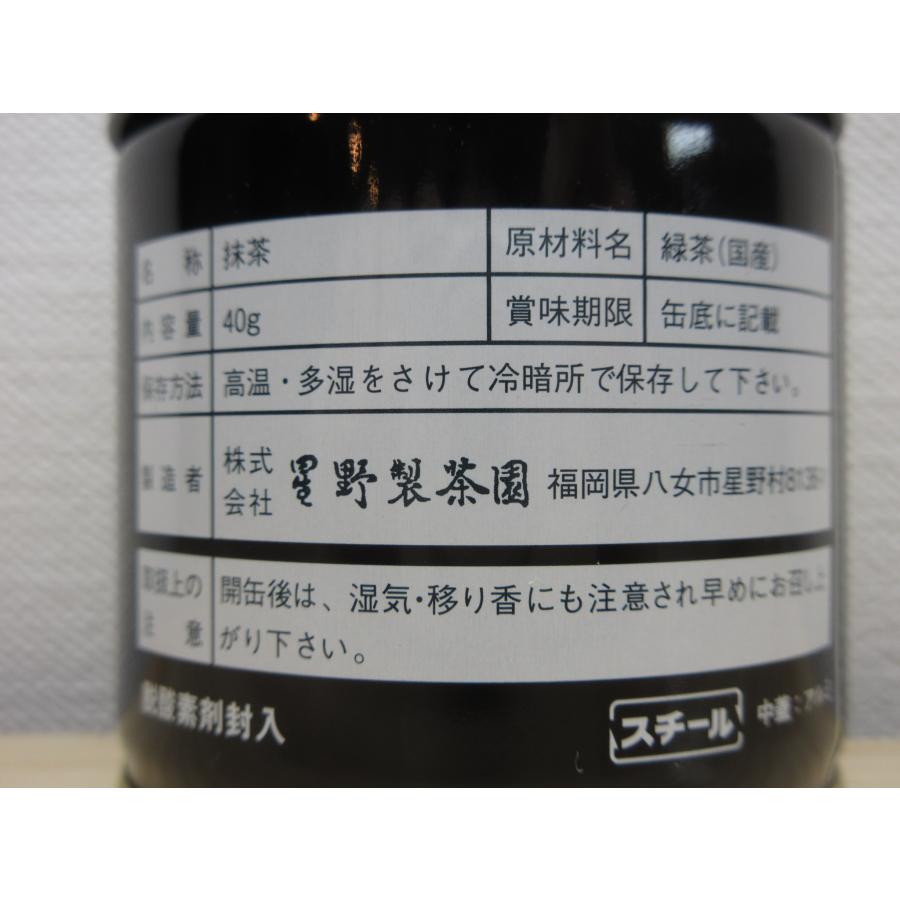 名称 抹茶 原材料名 緑茶(国産)
内容量 40g 賞味期限 缶底に記載
保存方法 高温・多湿をさけて冷暗所で保存して下さい。
製造者 株式会社 星野製茶園 福岡県八女市星野村
取扱上の注意 開缶後は、湿気・移り香にも注意され早めにお召し上
がり下さい。
脱酸素剤封入 スチール 中蓋:アルミ